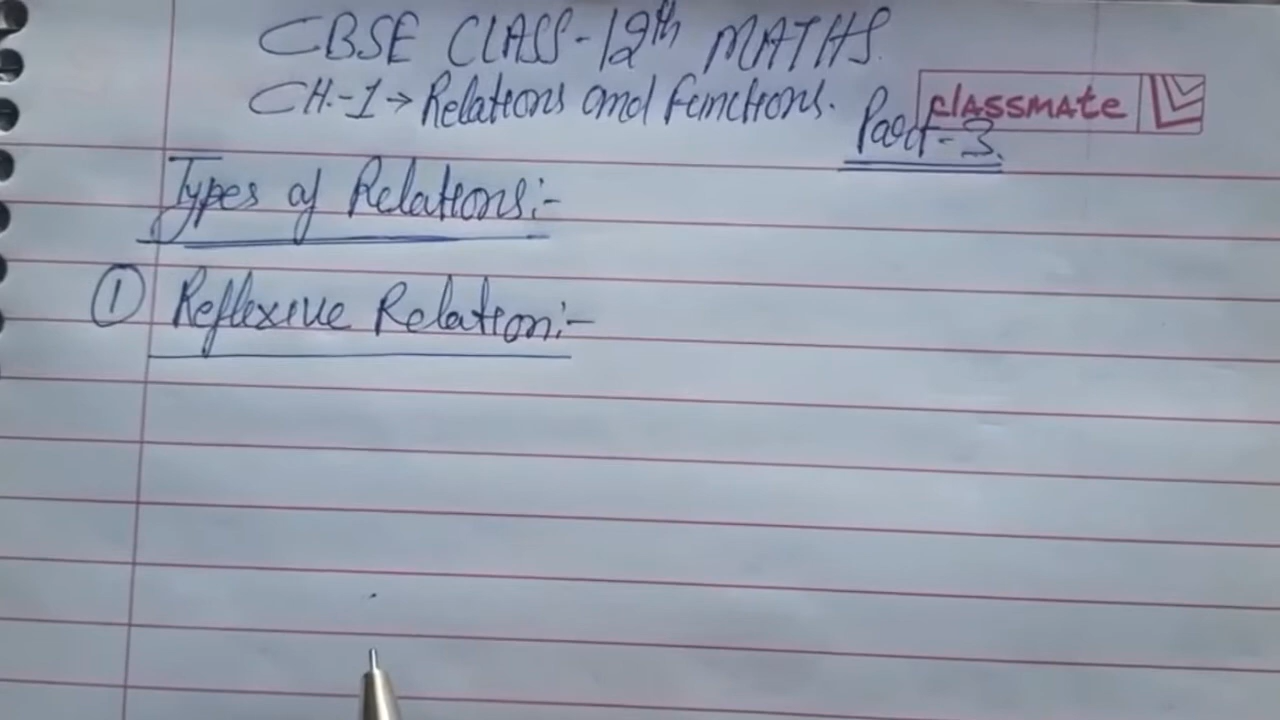 CBSE CLASS-12th MATHS.
CH.-1→ Relations and Functions. Part-3.
classmate
Types of Relations:-
① Reflexive Relation:-